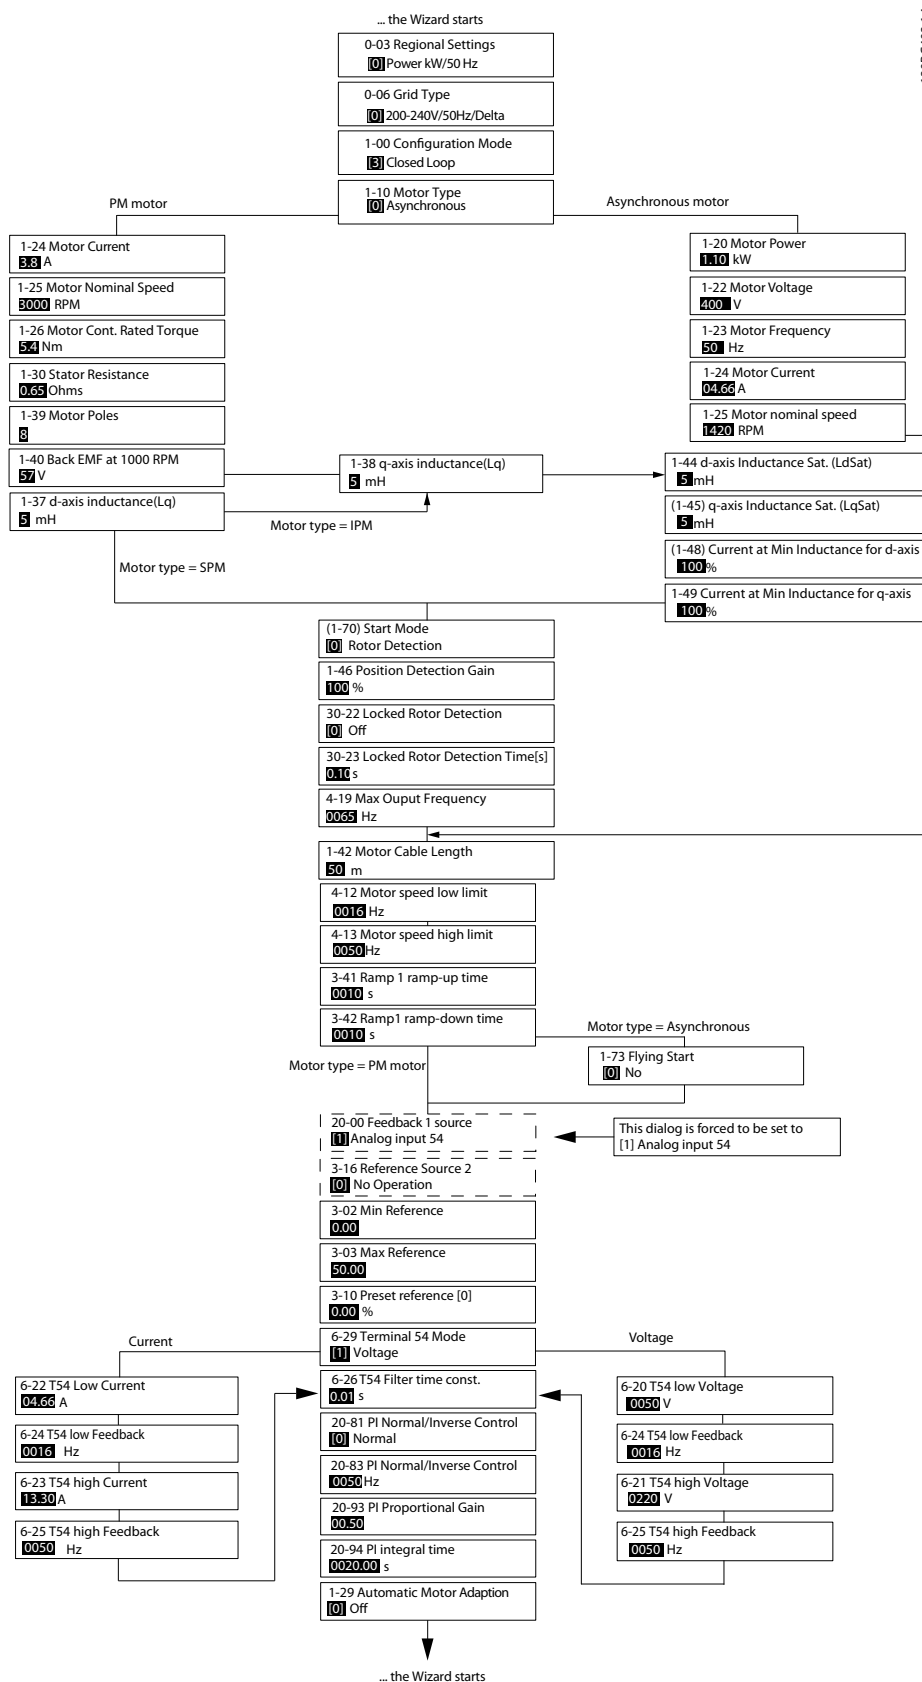 ... the Wizard starts
0-03 Regional Settings
[0] Power kW/50 Hz
0-06 Grid Type
[0] 200-240V/50Hz/Delta
1-00 Configuration Mode
[3] Closed Loop
1-10 Motor Type
[0] Asynchronous
PM motor
Asynchronous motor
1-24 Motor Current
3.8 A
1-25 Motor Nominal Speed
3000 RPM
1-26 Motor Cont. Rated Torque
5.4 Nm
1-30 Stator Resistance
0.65 Ohms
1-39 Motor Poles
8
1-40 Back EMF at 1000 RPM
57 V
1-37 d-axis inductance(Lq)
5 mH
1-20 Motor Power
1.10 kW
1-22 Motor Voltage
400 V
1-23 Motor Frequency
50 Hz
1-24 Motor Current
04.66 A
1-25 Motor nominal speed
1420 RPM
1-38 q-axis inductance(Lq)
5 mH
1-44 d-axis Inductance Sat. (LdSat)
5 mH
(1-45) q-axis Inductance Sat. (LqSat)
5 mH
(1-48) Current at Min Inductance for d-axis
100 %
1-49 Current at Min Inductance for q-axis
100 %
Motor type = IPM
Motor type = SPM
(1-70) Start Mode
[0] Rotor Detection
1-46 Position Detection Gain
100 %
30-22 Locked Rotor Detection
[0] Off
30-23 Locked Rotor Detection Time[s]
0.10 s
4-19 Max Ouput Frequency
0065 Hz
1-42 Motor Cable Length
50 m
4-12 Motor speed low limit
0016 Hz
4-13 Motor speed high limit
0050 Hz
3-41 Ramp 1 ramp-up time
0010 s
3-42 Ramp1 ramp-down time
0010 s
Motor type = Asynchronous
Motor type = PM motor
1-73 Flying Start
[0] No
20-00 Feedback 1 source
[1] Analog input 54
This dialog is forced to be set to
[1] Analog input 54
3-16 Reference Source 2
[0] No Operation
3-02 Min Reference
0.00
3-03 Max Reference
50.00
3-10 Preset reference [0]
0.00 %
6-29 Terminal 54 Mode
[1] Voltage
Current
Voltage
6-22 T54 Low Current
04.66 A
6-24 T54 low Feedback
0016 Hz
6-23 T54 high Current
13.30 A
6-25 T54 high Feedback
0050 Hz
6-26 T54 Filter time const.
0.01 s
20-81 PI Normal/Inverse Control
[0] Normal
20-83 PI Normal/Inverse Control
0050 Hz
20-93 PI Proportional Gain
00.50
20-94 PI integral time
0020.00 s
1-29 Automatic Motor Adaption
[0] Off
6-20 T54 low Voltage
0050 V
6-24 T54 low Feedback
0016 Hz
6-21 T54 high Voltage
0220 V
6-25 T54 high Feedback
0050 Hz
... the Wizard starts